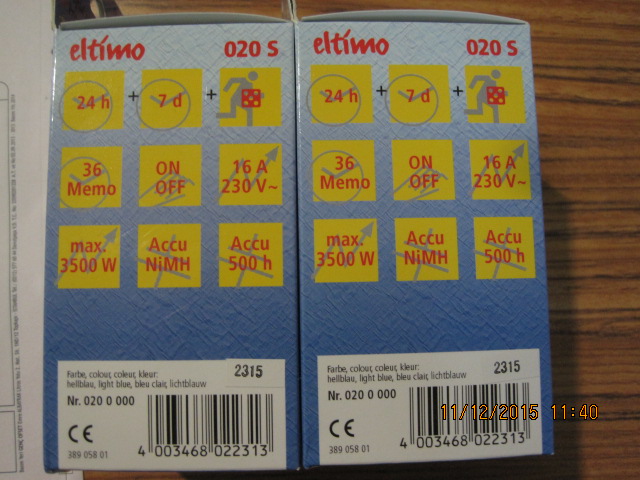 eltimo 020 S
24 h + 7 d +
36 Memo ON OFF 16 A 230 V~
max. 3500 W Accu NiMH Accu 500 h
Farbe, colour, coleur, kleur:
hellblau, light blue, bleu clair, lichtblauw
2315
Nr. 020 0 000
CE
389 058 01
4 003468 022313
eltimo 020 S
24 h + 7 d +
36 Memo ON OFF 16 A 230 V~
max. 3500 W Accu NiMH Accu 500 h
Farbe, colour, coleur, kleur:
hellblau, light blue, bleu clair, lichtblauw
2315
Nr. 020 0 000
CE
389 058 01
4 003468 022313
11/12/2015 11:40